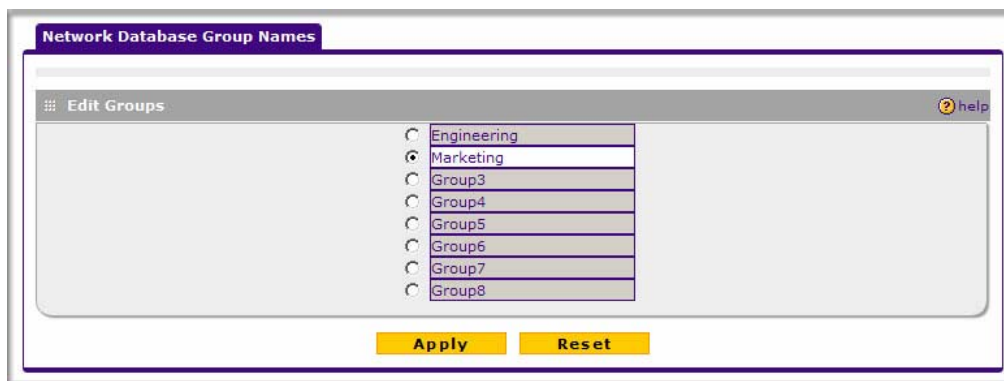 Network Database Group Names
Edit Groups
help
Engineering
Marketing
Group3
Group4
Group5
Group6
Group7
Group8
Apply Reset